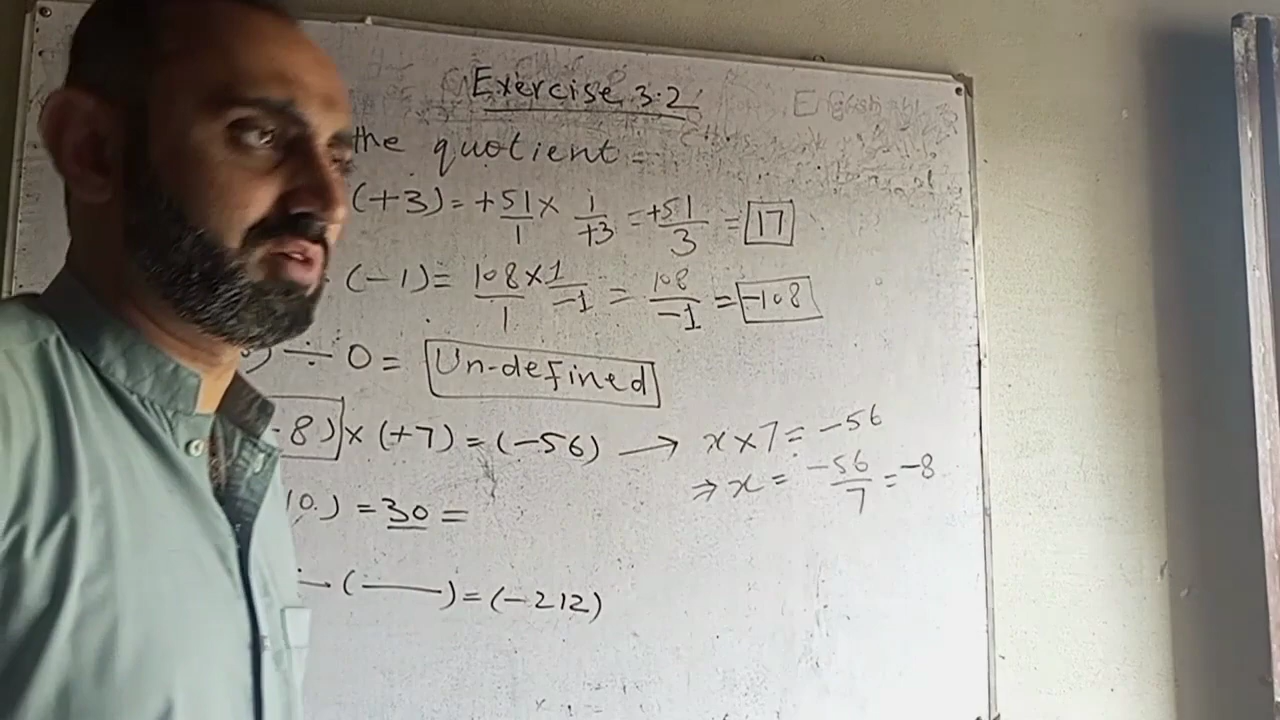 Exercise 3.2
the quotient
(+3) = +51/1 × 1/+3 = +51/3 = 17
(-1) = 108/1 × 1/-1 = 108/-1 = -108
) ÷ 0 = Un-defined
-8) × (+7) = (-56) → x × 7 = -56
⇒ x = -56/7 = -8
10.) = 30 =
÷ (——) = (-212)